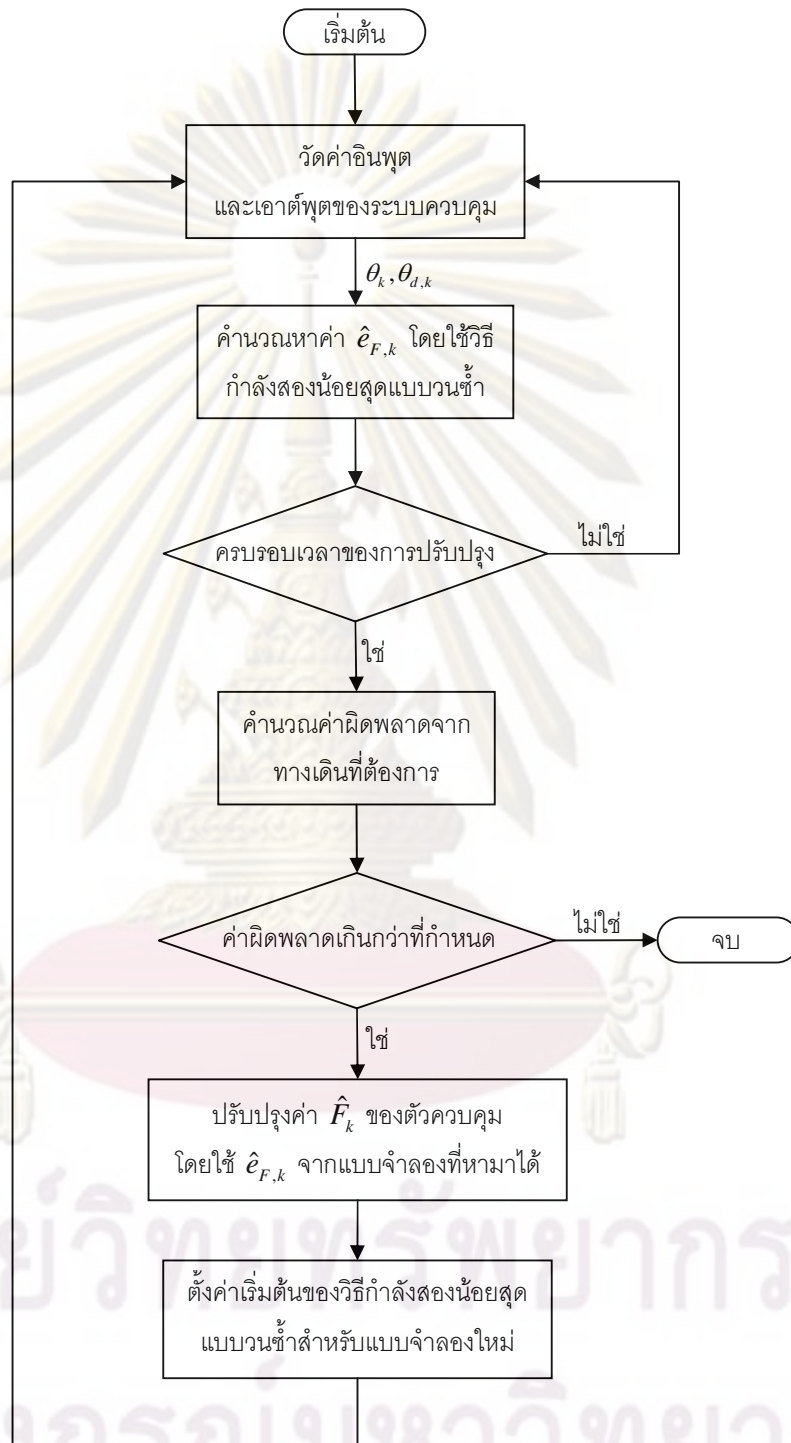 เริ่มต้น
วัดค่าอินพุต
และเอาต์พุตของระบบควบคุม
θ_k, θ_{d,k}
คำนวณหาค่า ê_{F,k} โดยใช้วิธี
กำลังสองน้อยสุดแบบวนซ้ำ
ครบรอบเวลาของการปรับปรุง
ไม่ใช่
ใช่
คำนวณค่าผิดพลาดจาก
ทางเดินที่ต้องการ
ค่าผิดพลาดเกินกว่าที่กำหนด
ไม่ใช่
จบ
ใช่
ปรับปรุงค่า F̂_k ของตัวควบคุม
โดยใช้ ê_{F,k} จากแบบจำลองที่หามาได้
ตั้งค่าเริ่มต้นของวิธีกำลังสองน้อยสุด
แบบวนซ้ำสำหรับแบบจำลองใหม่
ย์วิทยทรัพยากร